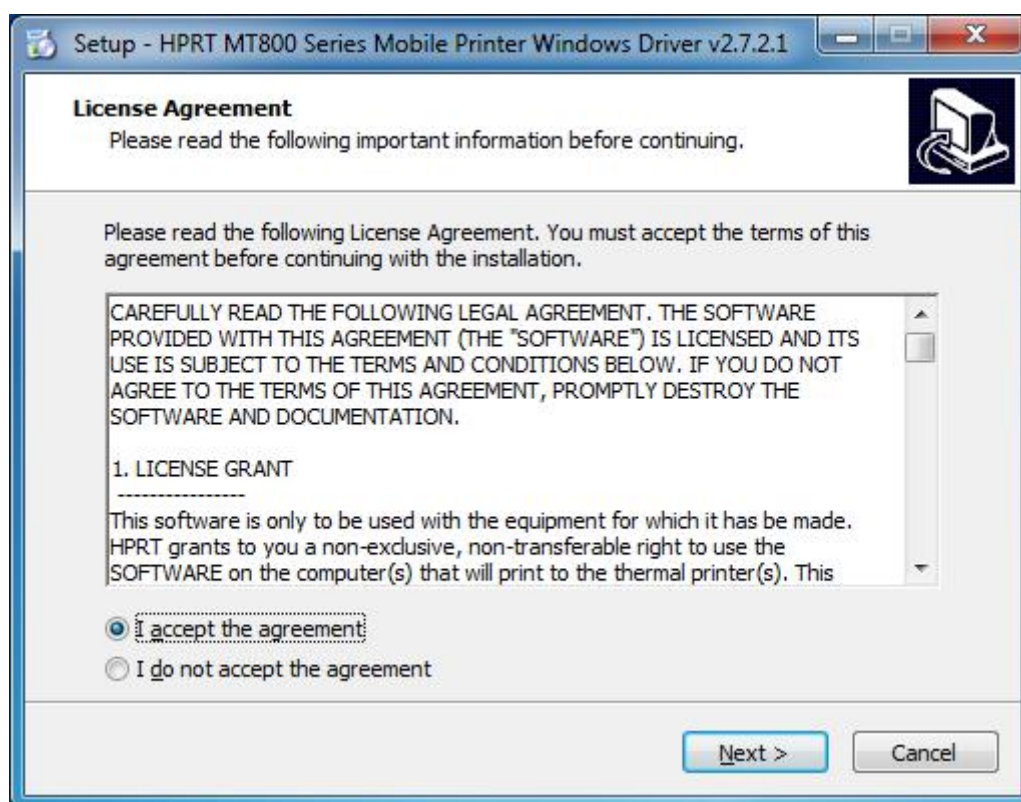 Setup - HPRT MT800 Series Mobile Printer Windows Driver v2.7.2.1
License Agreement
Please read the following important information before continuing.
Please read the following License Agreement. You must accept the terms of this
agreement before continuing with the installation.
CAREFULLY READ THE FOLLOWING LEGAL AGREEMENT. THE SOFTWARE
PROVIDED WITH THIS AGREEMENT (THE "SOFTWARE") IS LICENSED AND ITS
USE IS SUBJECT TO THE TERMS AND CONDITIONS BELOW. IF YOU DO NOT
AGREE TO THE TERMS OF THIS AGREEMENT, PROMPTLY DESTROY THE
SOFTWARE AND DOCUMENTATION.
1. LICENSE GRANT
----------------
This software is only to be used with the equipment for which it has be made.
HPRT grants to you a non-exclusive, non-transferable right to use the
SOFTWARE on the computer(s) that will print to the thermal printer(s). This
I accept the agreement
I do not accept the agreement
Next >
Cancel